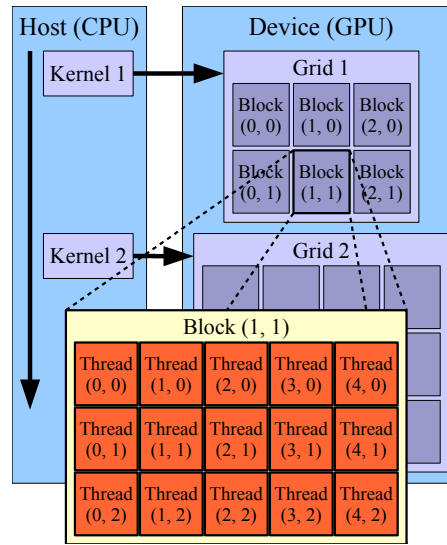 Host (CPU)
Device (GPU)
Kernel 1
Grid 1
Block Block Block
(0, 0) (1, 0) (2, 0)
Block Block Block
(0, 1) (1, 1) (2, 1)
Kernel 2
Grid 2
Block (1, 1)
Thread Thread Thread Thread Thread
(0, 0) (1, 0) (2, 0) (3, 0) (4, 0)
Thread Thread Thread Thread Thread
(0, 1) (1, 1) (2, 1) (3, 1) (4, 1)
Thread Thread Thread Thread Thread
(0, 2) (1, 2) (2, 2) (3, 2) (4, 2)